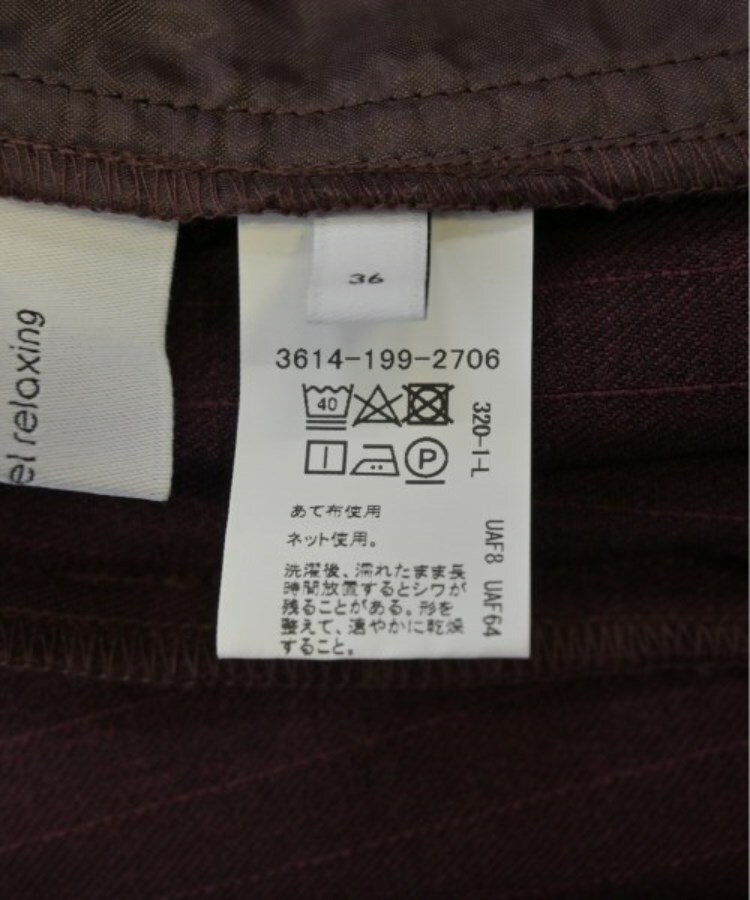 el relaxing
36
3614-199-2706
40
P
320-1-L
UAF8 UAF64
あて布使用
ネット使用。
洗濯後、濡れたまま長
時間放置するとシワが
残ることがある。形を
整えて、速やかに乾燥
すること。